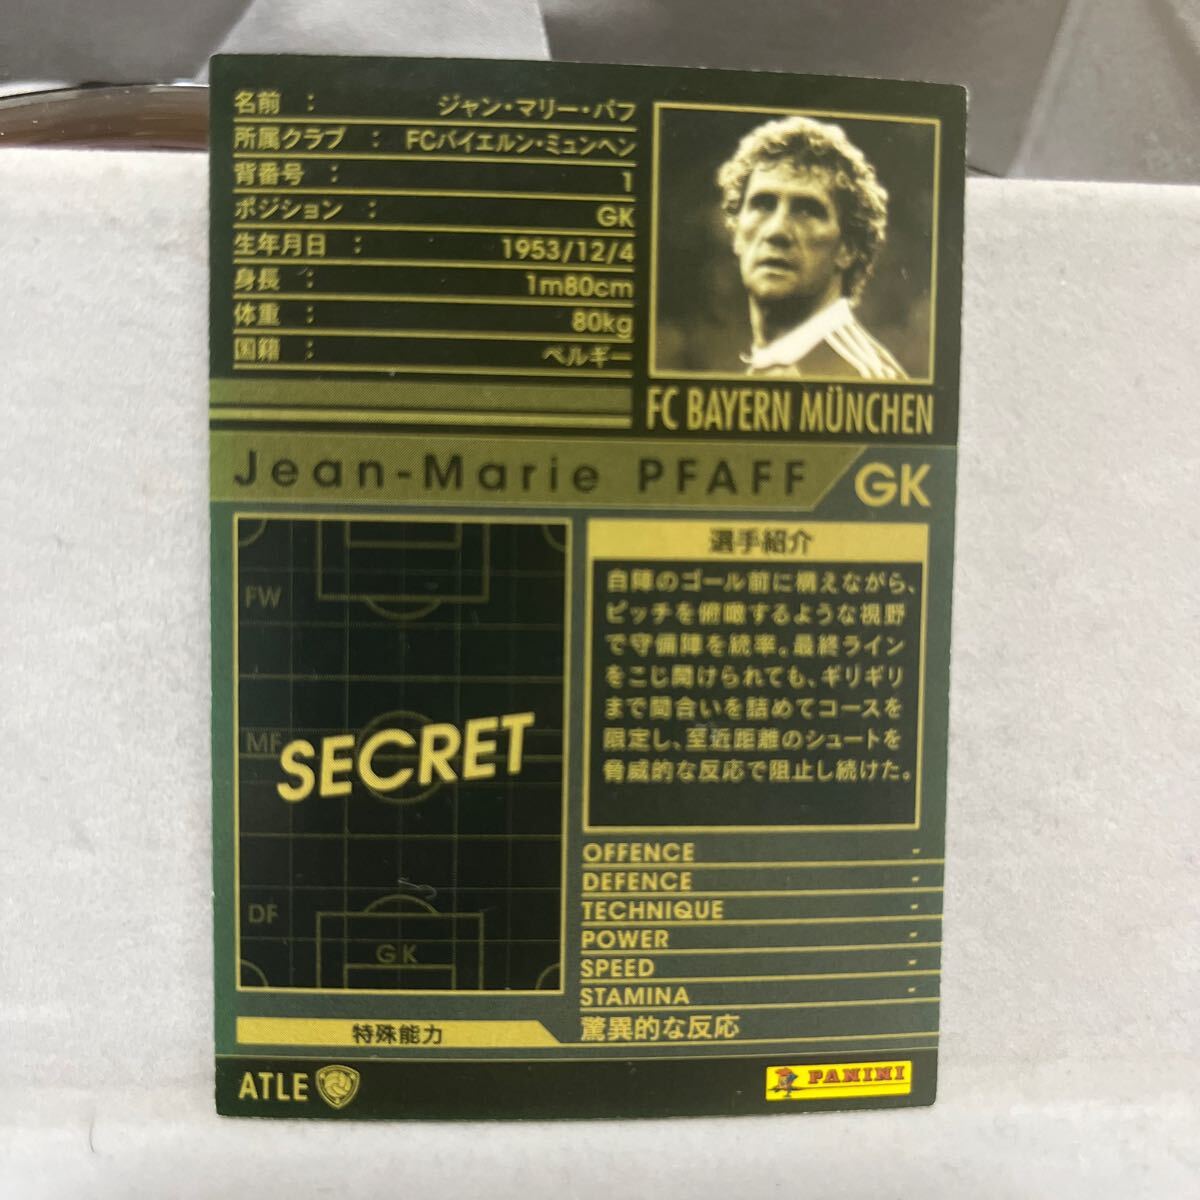 名前 : ジャン・マリー・パフ
所属クラブ : FCバイエルン・ミュンヘン
背番号 : 1
ポジション : GK
生年月日 : 1953/12/4
身長 : 1m80cm
体重 : 80kg
国籍 : ベルギー
FC BAYERN MÜNCHEN
Jean-Marie PFAFF GK
FW
MF
SECRET
DF
GK
選手紹介
自陣のゴール前に構えながら、
ピッチを俯瞰するような視野
で守備陣を統率。最終ライン
をこじ開けられても、ギリギリ
まで間合いを詰めてコースを
限定し、至近距離のシュートを
脅威的な反応で阻止し続けた。
OFFENCE -
DEFENCE -
TECHNIQUE -
POWER -
SPEED -
STAMINA -
特殊能力 驚異的な反応
ATLE
PANINI